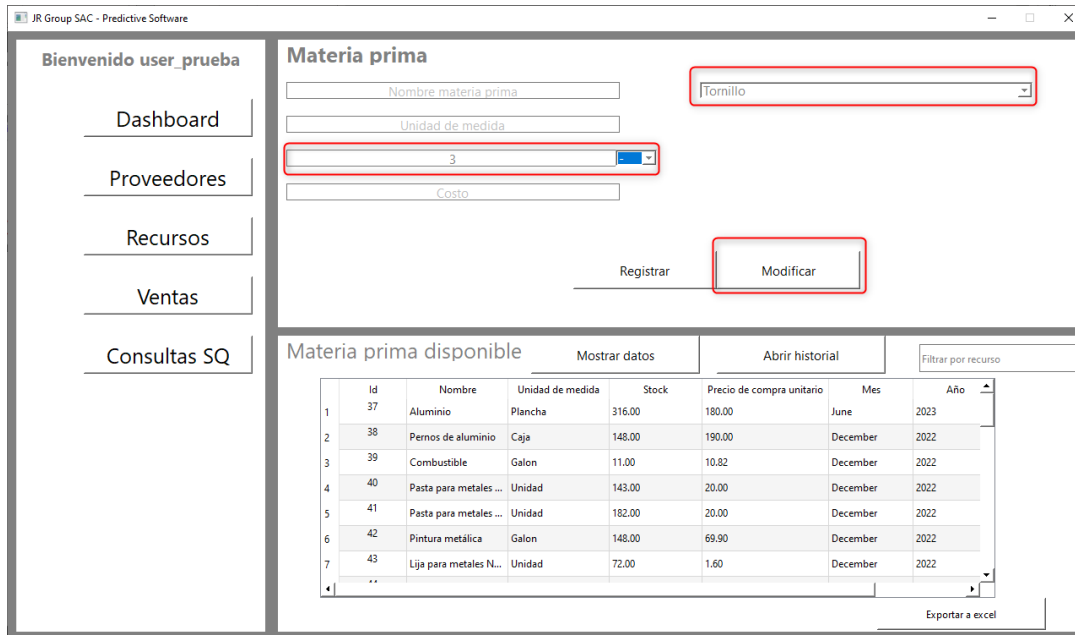 JR Group SAC - Predictive Software
Bienvenido user_prueba
Dashboard
Proveedores
Recursos
Ventas
Consultas SQ
Materia prima
Nombre materia prima
Tornillo
Unidad de medida
3 -
Costo
Registrar Modificar
Materia prima disponible Mostrar datos Abrir historial Filtrar por recurso
Id Nombre Unidad de medida Stock Precio de compra unitario Mes Año
1 37 Aluminio Plancha 316.00 180.00 June 2023
2 38 Pernos de aluminio Caja 148.00 190.00 December 2022
3 39 Combustible Galon 11.00 10.82 December 2022
4 40 Pasta para metales ... Unidad 143.00 20.00 December 2022
5 41 Pasta para metales ... Unidad 182.00 20.00 December 2022
6 42 Pintura metálica Galon 148.00 69.90 December 2022
7 43 Lija para metales N... Unidad 72.00 1.60 December 2022
Exportar a excel